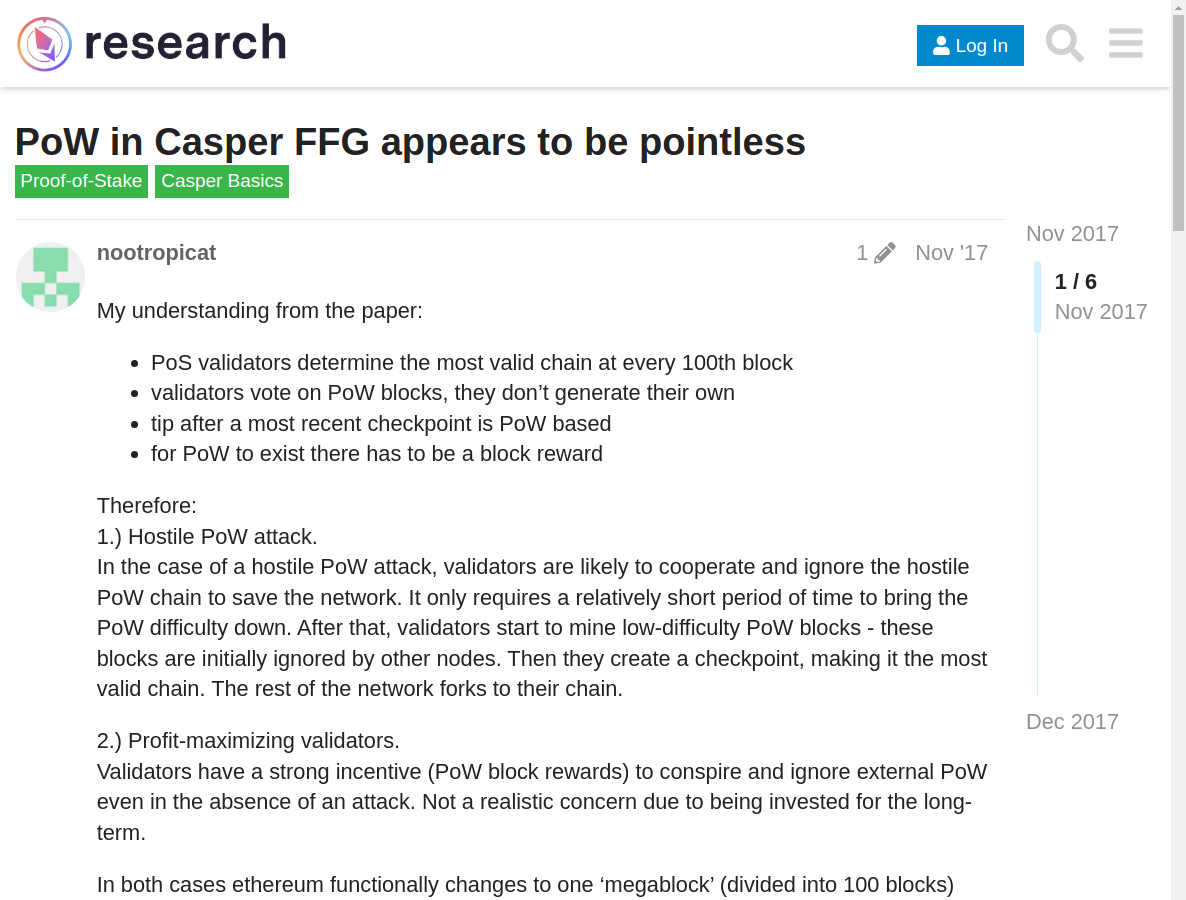 research
Log In
PoW in Casper FFG appears to be pointless
Proof-of-Stake Casper Basics
nootropicat 1 Nov '17
My understanding from the paper:
PoS validators determine the most valid chain at every 100th block
validators vote on PoW blocks, they don’t generate their own
tip after a most recent checkpoint is PoW based
for PoW to exist there has to be a block reward
Therefore:
1.) Hostile PoW attack.
In the case of a hostile PoW attack, validators are likely to cooperate and ignore the hostile
PoW chain to save the network. It only requires a relatively short period of time to bring the
PoW difficulty down. After that, validators start to mine low-difficulty PoW blocks - these
blocks are initially ignored by other nodes. Then they create a checkpoint, making it the most
valid chain. The rest of the network forks to their chain.
2.) Profit-maximizing validators.
Validators have a strong incentive (PoW block rewards) to conspire and ignore external PoW
even in the absence of an attack. Not a realistic concern due to being invested for the long-
term.
In both cases ethereum functionally changes to one ‘megablock’ (divided into 100 blocks)
Nov 2017
1 / 6
Nov 2017
Dec 2017